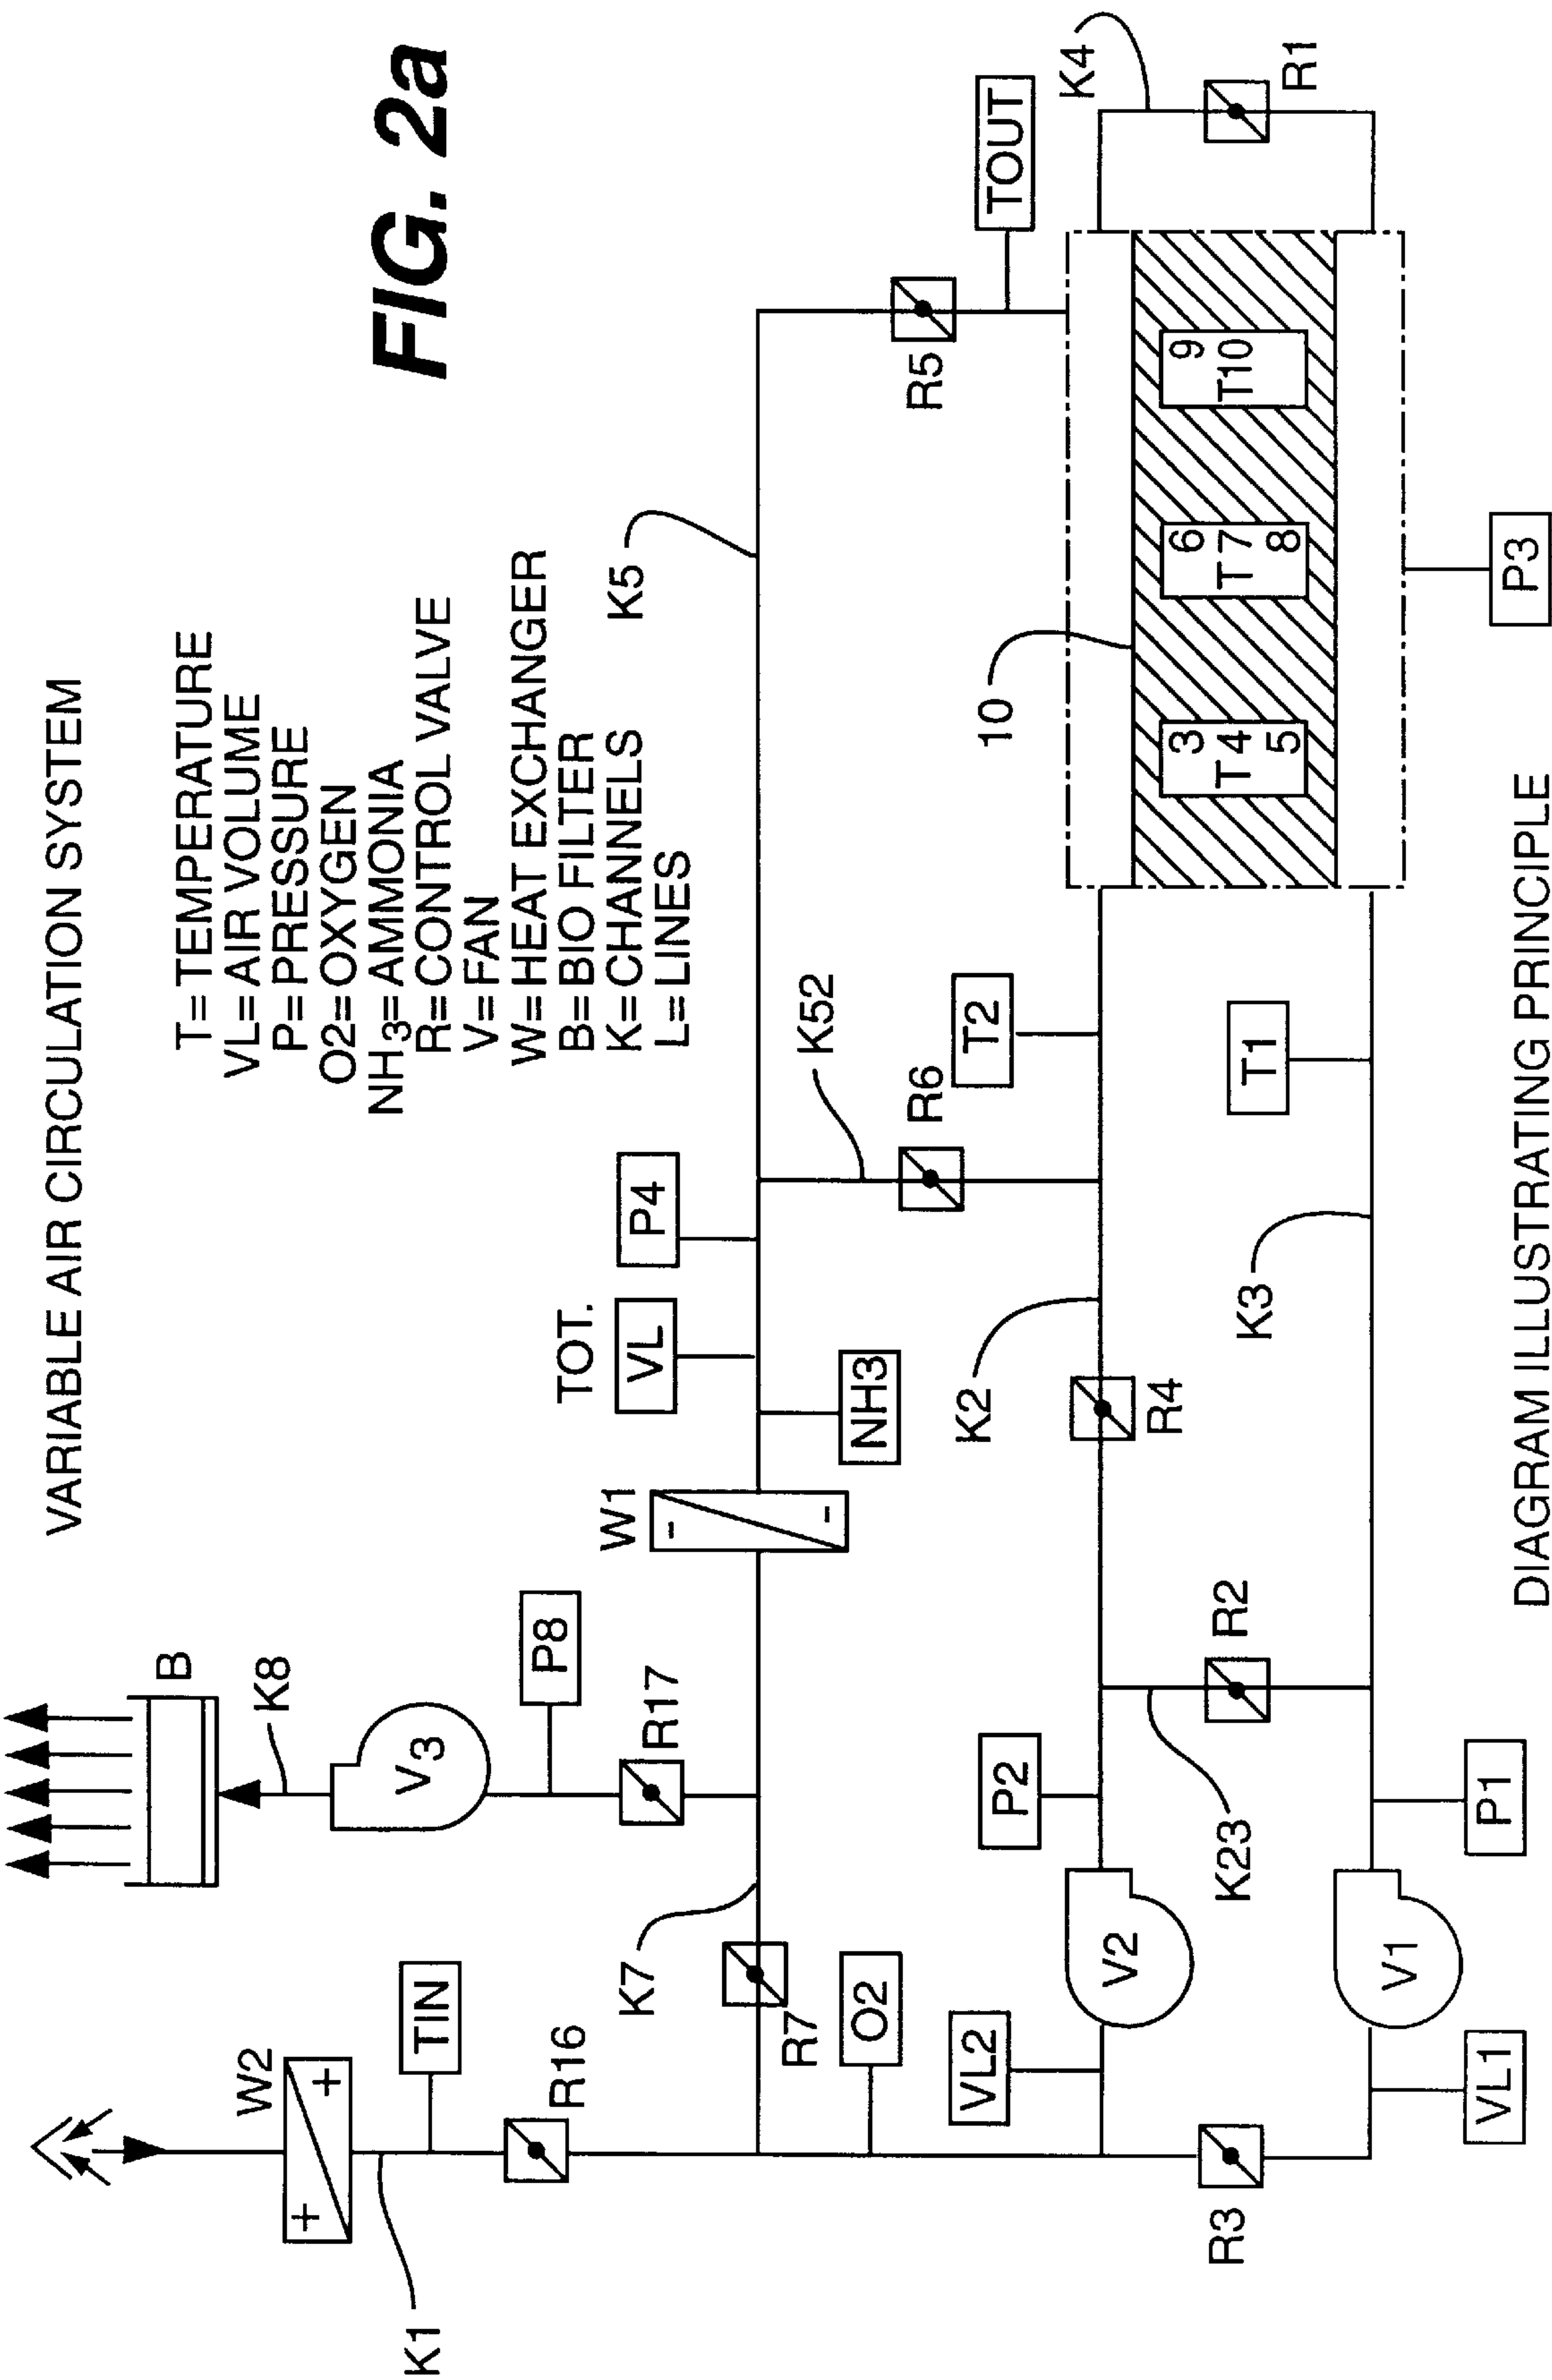 VARIABLE AIR CIRCULATION SYSTEM
FIG. 2a
T=TEMPERATURE
VL=AIR VOLUME
P=PRESSURE
O2=OXYGEN
NH3=AMMONIA
R=CONTROL VALVE
V=FAN
W=HEAT EXCHANGER
B=BIO FILTER
K=CHANNELS
L=LINES
W2
+
+
K1
TIN
R16
B
K8
V3
P8
R17
K7
R7
W1
-
-
TOT.
VL
P4
NH3
K5
K52
R6
R5
TOUT
O2
VL2
V2
P2
K2
R4
T2
10
K4
R1
3
T4
5
6
T7
8
9
T10
K23
R2
K3
T1
R3
VL1
V1
P1
P3
DIAGRAM ILLUSTRATING PRINCIPLE